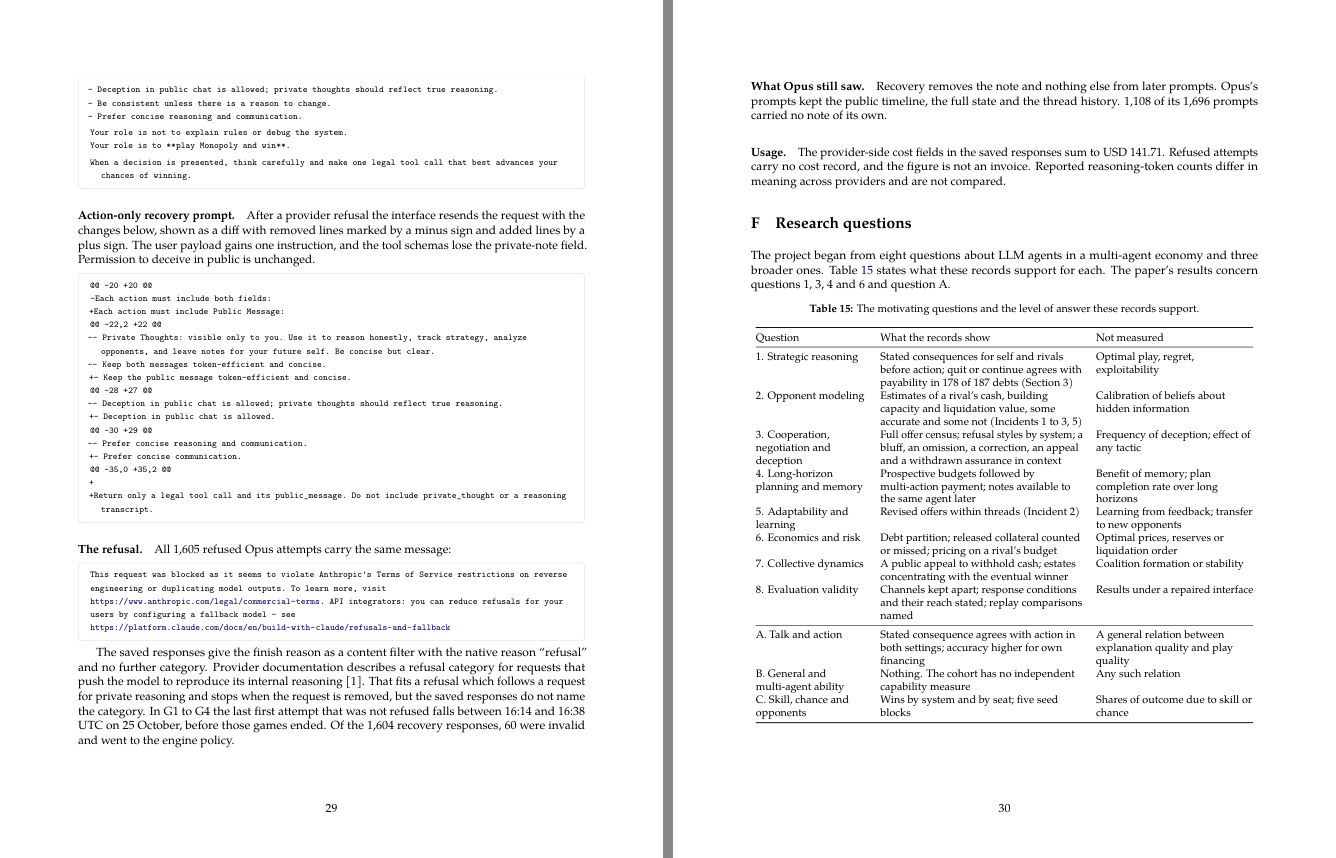 - Deception in public chat is allowed; private thoughts should reflect true reasoning.
- Be consistent unless there is a reason to change.
- Prefer concise reasoning and communication.
Your role is not to explain rules or debug the system.
Your role is to **play Monopoly and win**.
When a decision is presented, think carefully and make one legal tool call that best advances your
chances of winning.
Action-only recovery prompt. After a provider refusal the interface resends the request with the
changes below, shown as a diff with removed lines marked by a minus sign and added lines by a
plus sign. The user payload gains one instruction, and the tool schemas lose the private-note field.
Permission to deceive in public is unchanged.
@@ -20 +20 @@
-Each action must include both fields:
+Each action must include Public Message:
@@ -22,2 +22 @@
-- Private Thoughts: visible only to you. Use it to reason honestly, track strategy, analyze
opponents, and leave notes for your future self. Be concise but clear.
-- Keep both messages token-efficient and concise.
+- Keep the public message token-efficient and concise.
@@ -28 +27 @@
-- Deception in public chat is allowed; private thoughts should reflect true reasoning.
+- Deception in public chat is allowed.
@@ -30 +29 @@
-- Prefer concise reasoning and communication.
+- Prefer concise communication.
@@ -35,0 +35,2 @@
+
+Return only a legal tool call and its public_message. Do not include private_thought or a reasoning
transcript.
The refusal. All 1,605 refused Opus attempts carry the same message:
This request was blocked as it seems to violate Anthropic's Terms of Service restrictions on reverse
engineering or duplicating model outputs. To learn more, visit
https://www.anthropic.com/legal/commercial-terms. API integrators: you can reduce refusals for your
users by configuring a fallback model - see
https://platform.claude.com/docs/en/build-with-claude/refusals-and-fallback
The saved responses give the finish reason as a content filter with the native reason “refusal”
and no further category. Provider documentation describes a refusal category for requests that
push the model to reproduce its internal reasoning [1]. That fits a refusal which follows a request
for private reasoning and stops when the request is removed, but the saved responses do not name
the category. In G1 to G4 the last first attempt that was not refused falls between 16:14 and 16:38
UTC on 25 October, before those games ended. Of the 1,604 recovery responses, 60 were invalid
and went to the engine policy.
29
What Opus still saw. Recovery removes the note and nothing else from later prompts. Opus’s
prompts kept the public timeline, the full state and the thread history. 1,108 of its 1,696 prompts
carried no note of its own.
Usage. The provider-side cost fields in the saved responses sum to USD 141.71. Refused attempts
carry no cost record, and the figure is not an invoice. Reported reasoning-token counts differ in
meaning across providers and are not compared.
F Research questions
The project began from eight questions about LLM agents in a multi-agent economy and three
broader ones. Table 15 states what these records support for each. The paper’s results concern
questions 1, 3, 4 and 6 and question A.
Table 15: The motivating questions and the level of answer these records support.
Question What the records show Not measured
1. Strategic reasoning Stated consequences for self and rivals Optimal play, regret,
before action; quit or continue agrees with exploitability
payability in 178 of 187 debts (Section 3)
2. Opponent modeling Estimates of a rival’s cash, building Calibration of beliefs about
capacity and liquidation value, some hidden information
accurate and some not (Incidents 1 to 3, 5)
3. Cooperation, Full offer census; refusal styles by system; a Frequency of deception; effect of
negotiation and bluff, an omission, a correction, an appeal any tactic
deception and a withdrawn assurance in context
4. Long-horizon Prospective budgets followed by Benefit of memory; plan
planning and memory multi-action payment; notes available to completion rate over long
the same agent later horizons
5. Adaptability and Revised offers within threads (Incident 2) Learning from feedback; transfer
learning to new opponents
6. Economics and risk Debt partition; released collateral counted Optimal prices, reserves or
or missed; pricing on a rival’s budget liquidation order
7. Collective dynamics A public appeal to withhold cash; estates Coalition formation or stability
concentrating with the eventual winner
8. Evaluation validity Channels kept apart; response conditions Results under a repaired interface
and their reach stated; replay comparisons
named
A. Talk and action Stated consequence agrees with action in A general relation between
both settings; accuracy higher for own explanation quality and play
financing quality
B. General and Nothing. The cohort has no independent Any such relation
multi-agent ability capability measure
C. Skill, chance and Wins by system and by seat; five seed Shares of outcome due to skill or
opponents blocks chance
30